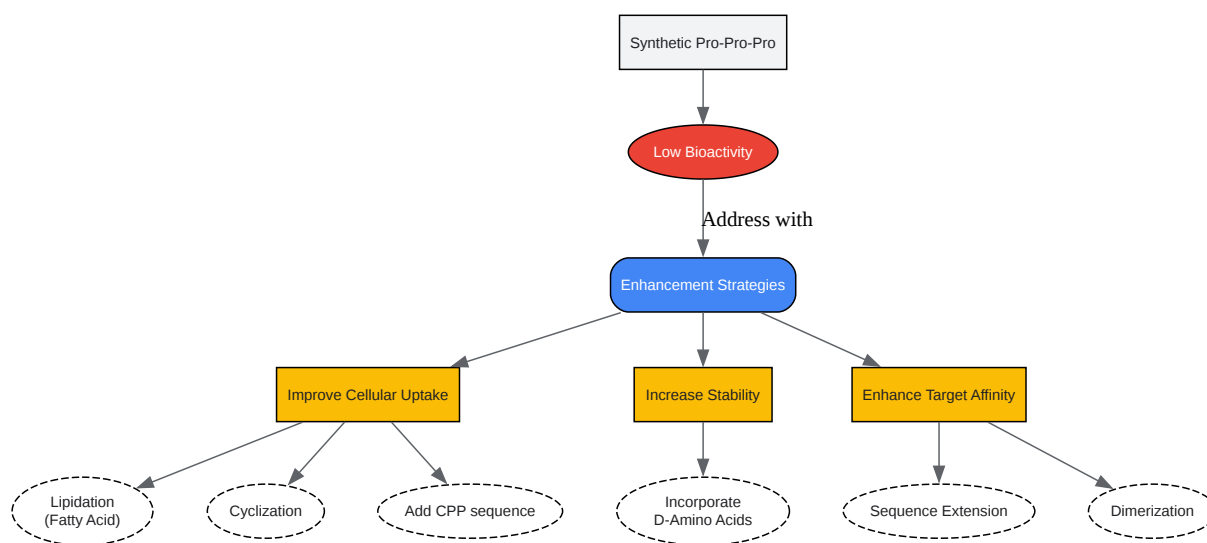 Synthetic Pro-Pro-Pro
Low Bioactivity
Address with
Enhancement Strategies
Improve Cellular Uptake
Increase Stability
Enhance Target Affinity
Lipidation
(Fatty Acid)
Cyclization
Add CPP sequence
Incorporate
D-Amino Acids
Sequence Extension
Dimerization